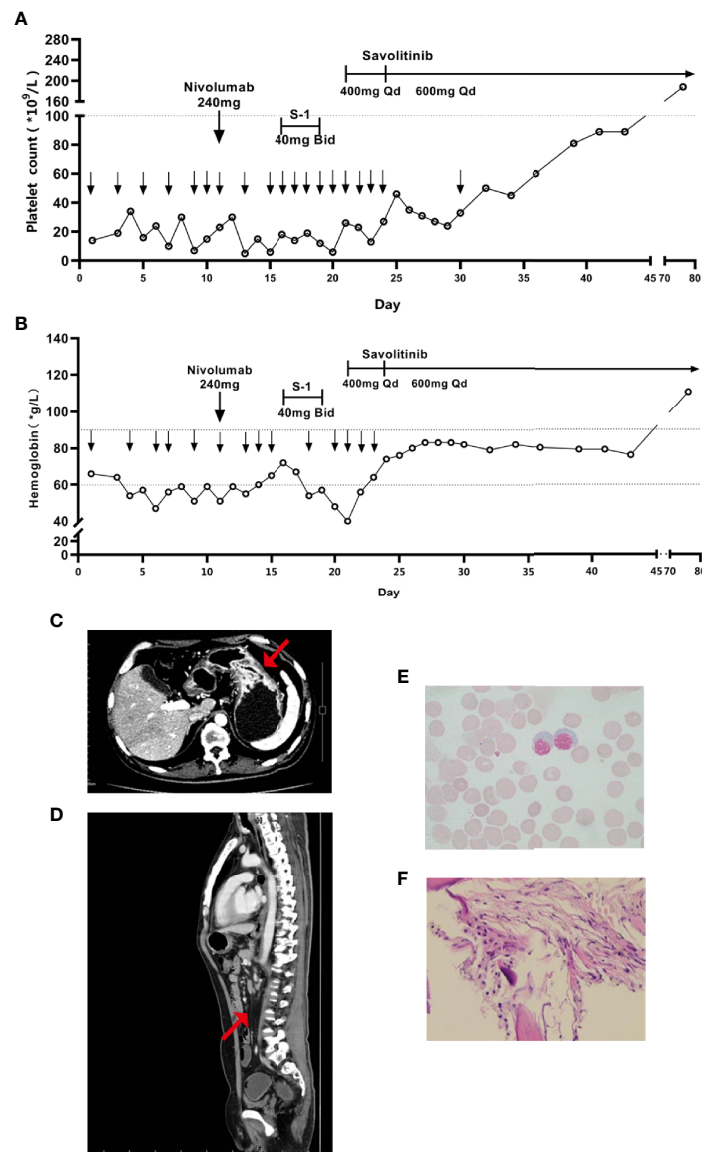 A
280
240
200
160
100
80
60
40
20
0
Platelet count ( *10⁹/L)
Nivolumab
240mg
S-1
40mg Bid
Savolitinib
400mg Qd 600mg Qd
0 5 10 15 20 25 30 40 45 70 80
Day
B
140
120
100
80
60
40
20
0
Hemoglobin( *g/L)
Nivolumab
240mg
S-1
40mg Bid
Savolitinib
400mg Qd 600mg Qd
0 5 10 15 20 25 30 40 45 70 80
Day
C
D
E
F